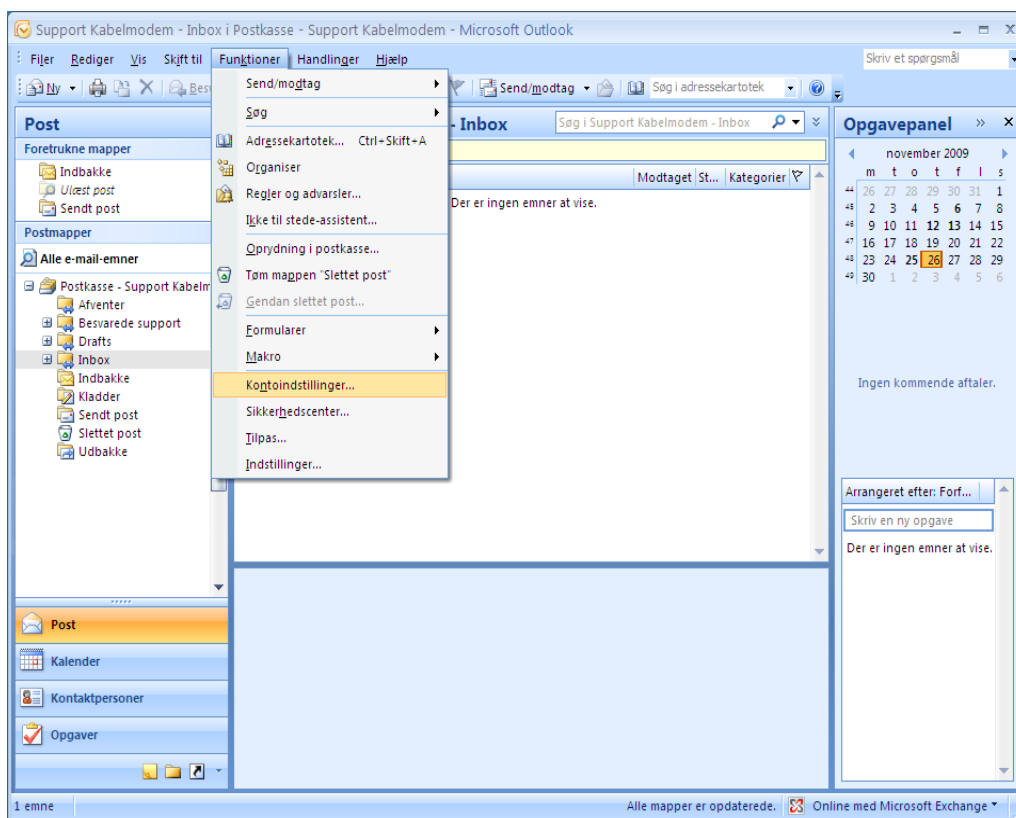 Support Kabelmodem - Inbox i Postkasse - Support Kabelmodem - Microsoft Outlook
Filer Rediger Vis Skift til Funktioner Handlinger Hjælp Skriv et spørgsmål
Ny Send/modtag Søg i adressekartotek
Send/modtag
Søg
Adressekartotek... Ctrl+Skift+A
Organiser
Regler og advarsler...
Ikke til stede-assistent...
Oprydning i postkasse...
Tøm mappen "Slettet post"
Gendan slettet post...
Formularer
Makro
Kontoindstillinger...
Sikkerhedscenter...
Tilpas...
Indstillinger...
Post
Foretrukne mapper
Indbakke
Ulæst post
Sendt post
Postmapper
Alle e-mail-emner
Postkasse - Support Kabelm
Afventer
Besvarede support
Drafts
Inbox
Indbakke
Kladder
Sendt post
Slettet post
Udbakke
Post
Kalender
Kontaktpersoner
Opgaver
- Inbox Søg i Support Kabelmodem - Inbox
Modtaget St... Kategorier
Der er ingen emner at vise.
Opgavepanel
november 2009
m t o t f l s
44 26 27 28 29 30 31 1
45 2 3 4 5 6 7 8
46 9 10 11 12 13 14 15
47 16 17 18 19 20 21 22
48 23 24 25 26 27 28 29
49 30 1 2 3 4 5 6
Ingen kommende aftaler.
Arrangeret efter: Forf...
Skriv en ny opgave
Der er ingen emner at vise.
1 emne Alle mapper er opdaterede. Online med Microsoft Exchange